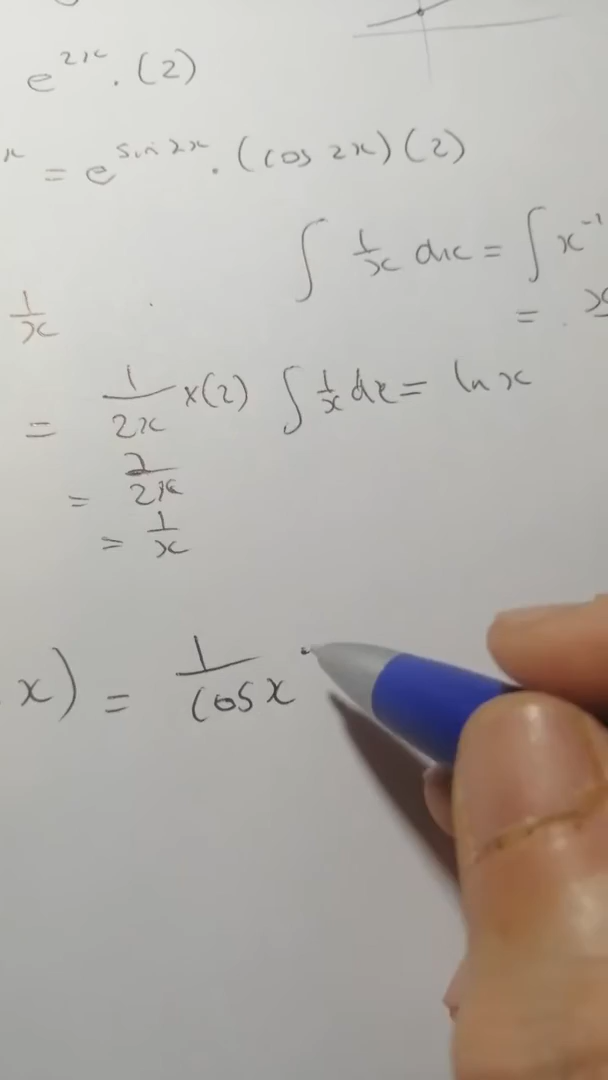 e^{2x} . (2)
x = e^{sin 2x} . (cos 2x)(2)
∫ 1/x dx = ∫ x^{-1}
1/x
= x
= 1/2x x(2) ∫ 1/x dx = ln x
= 2/2x
= 1/x
x) = 1/cos x .